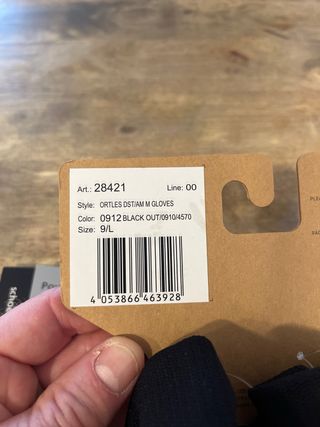 Art.: 28421 Line: 00
Style: ORTLES DST/AM M GLOVES
Color: 0912 BLACK OUT/0910/4570
Size: 9/L
4 053866 463928